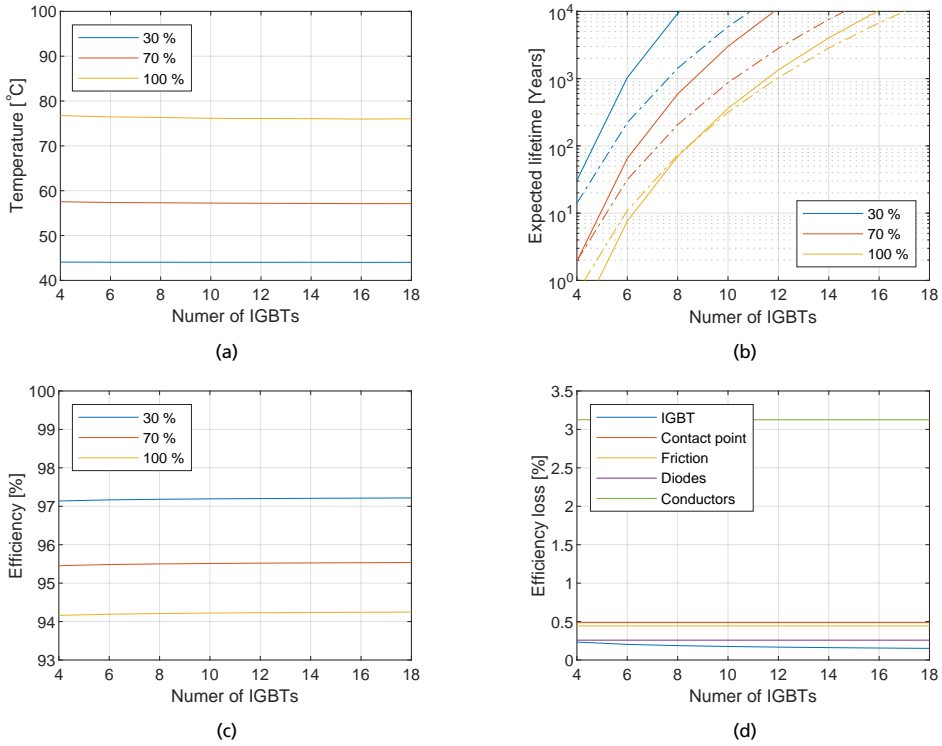 100
90
80
70
60
50
40
4 6 8 10 12 14 16 18
Temperature [°C]
Numer of IGBTs
30 %
70 %
100 %
(a)
10^4
10^3
10^2
10^1
10^0
4 6 8 10 12 14 16 18
Expected lifetime [Years]
Numer of IGBTs
30 %
70 %
100 %
(b)
100
99
98
97
96
95
94
93
4 6 8 10 12 14 16 18
Efficiency [%]
Numer of IGBTs
30 %
70 %
100 %
(c)
3.5
3
2.5
2
1.5
1
0.5
0
4 6 8 10 12 14 16 18
Efficiency loss [%]
Numer of IGBTs
IGBT
Contact point
Friction
Diodes
Conductors
(d)